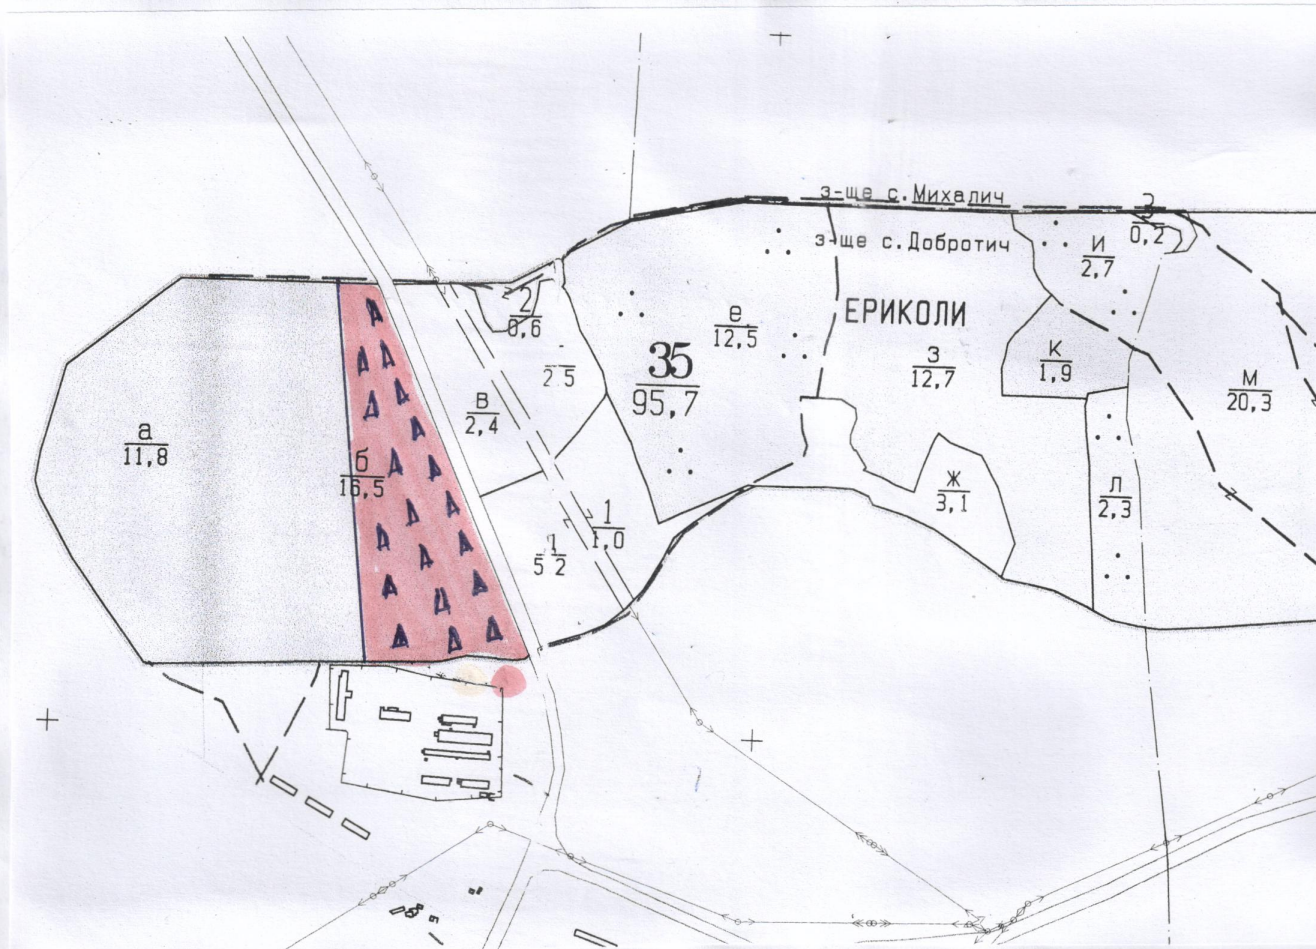 з-ще с.Михалич
3
0,2
з-ще с.Добротич
И
2,7
2
0,6
е
12,5
ЕРИКОЛИ
35
95,7
з
12,7
К
1,9
2 5
М
20,3
В
2,4
а
11,8
б
16,5
Ж
3,1
Л
2,3
1
1,0
5 2